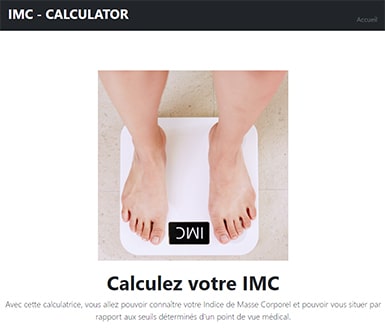 IMC - CALCULATOR
Accueil
IMC
Calculez votre IMC
Avec cette calculatrice, vous allez pouvoir connaître votre Indice de Masse Corporel et pouvoir vous situer par
rapport aux seuils déterminés d'un point de vue médical.